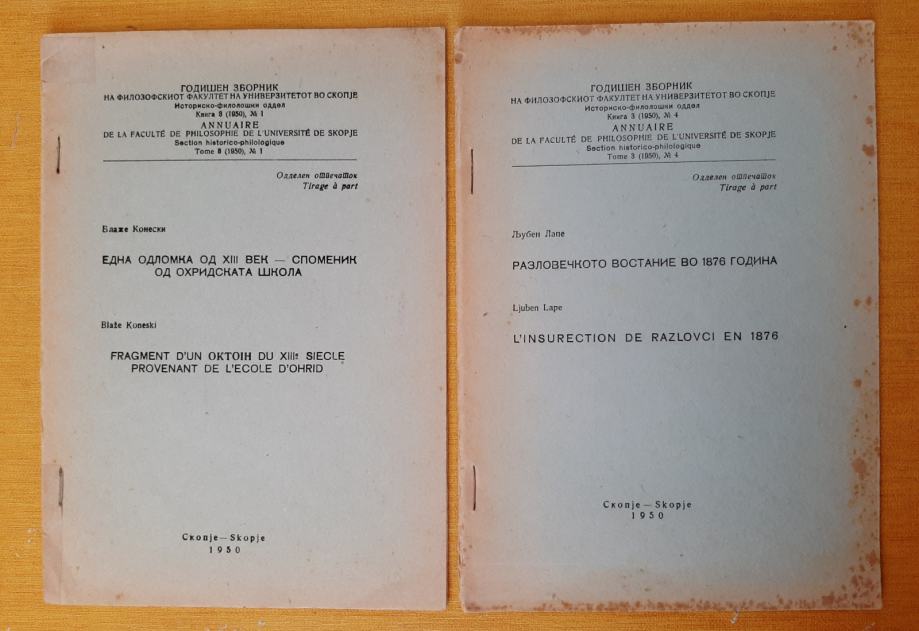 ГОДИШЕН ЗБОРНИК
НА ФИЛОЗОФСКИОТ ФАКУЛТЕТ НА УНИВЕРЗИТЕТОТ ВО СКОПЈЕ
Историско-филолошки оддел
Книга 3 (1950), № 1
ANNUAIRE
DE LA FACULTÉ DE PHILOSOPHIE DE L'UNIVERSITÉ DE SKOPJE
Section historico-philologique
Tome 3 (1950), № 1
Одделен отпечаток
Tirage à part
Блаже Конески
ЕДНА ОДЛОМКА ОД XIII ВЕК — СПОМЕНИК
ОД ОХРИДСКАТА ШКОЛА
Blaže Koneski
FRAGMENT D'UN ОКТОІН DU XIIIe SIECLE
PROVENANT DE L'ECOLE D'OHRID
Скопје — Skopje
1950
ГОДИШЕН ЗБОРНИК
НА ФИЛОЗОФСКИОТ ФАКУЛТЕТ НА УНИВЕРЗИТЕТОТ ВО СКОПЈЕ
Историско-филолошки оддел
Книга 3 (1950), № 4
ANNUAIRE
DE LA FACULTÉ DE PHILOSOPHIE DE L'UNIVERSITÉ DE SKOPJE
Section historico-philologique
Tome 3 (1950), № 4
Одделен отпечаток
Tirage à part
Љубен Лапе
РАЗЛОВЕЧКОТО ВОСТАНИЕ ВО 1876 ГОДИНА
Ljuben Lape
L'INSURECTION DE RAZLOVCI EN 1876
Скопје — Skopje
1950